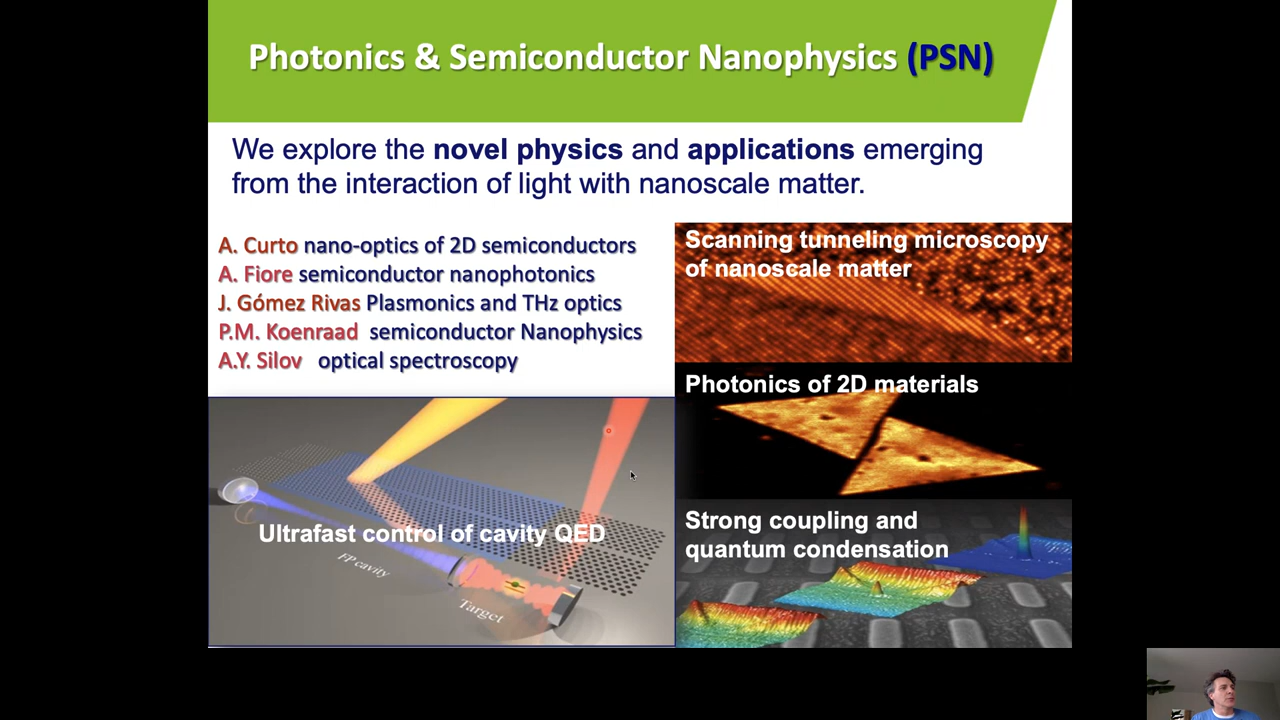 Photonics & Semiconductor Nanophysics (PSN)
We explore the novel physics and applications emerging
from the interaction of light with nanoscale matter.
A. Curto nano-optics of 2D semiconductors
A. Fiore semiconductor nanophotonics
J. Gómez Rivas Plasmonics and THz optics
P.M. Koenraad semiconductor Nanophysics
A.Y. Silov optical spectroscopy
Scanning tunneling microscopy
of nanoscale matter
Photonics of 2D materials
Ultrafast control of cavity QED
FP cavity
Target
Strong coupling and
quantum condensation